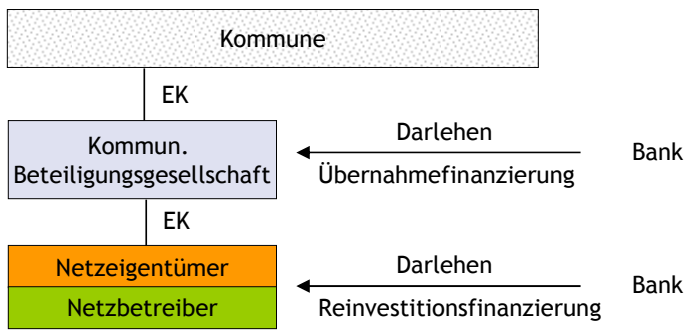 Kommune
EK
Kommun.
Beteiligungsgesellschaft
Darlehen
Übernahmefinanzierung
Bank
EK
Netzeigentümer
Netzbetreiber
Darlehen
Reinvestitionsfinanzierung
Bank